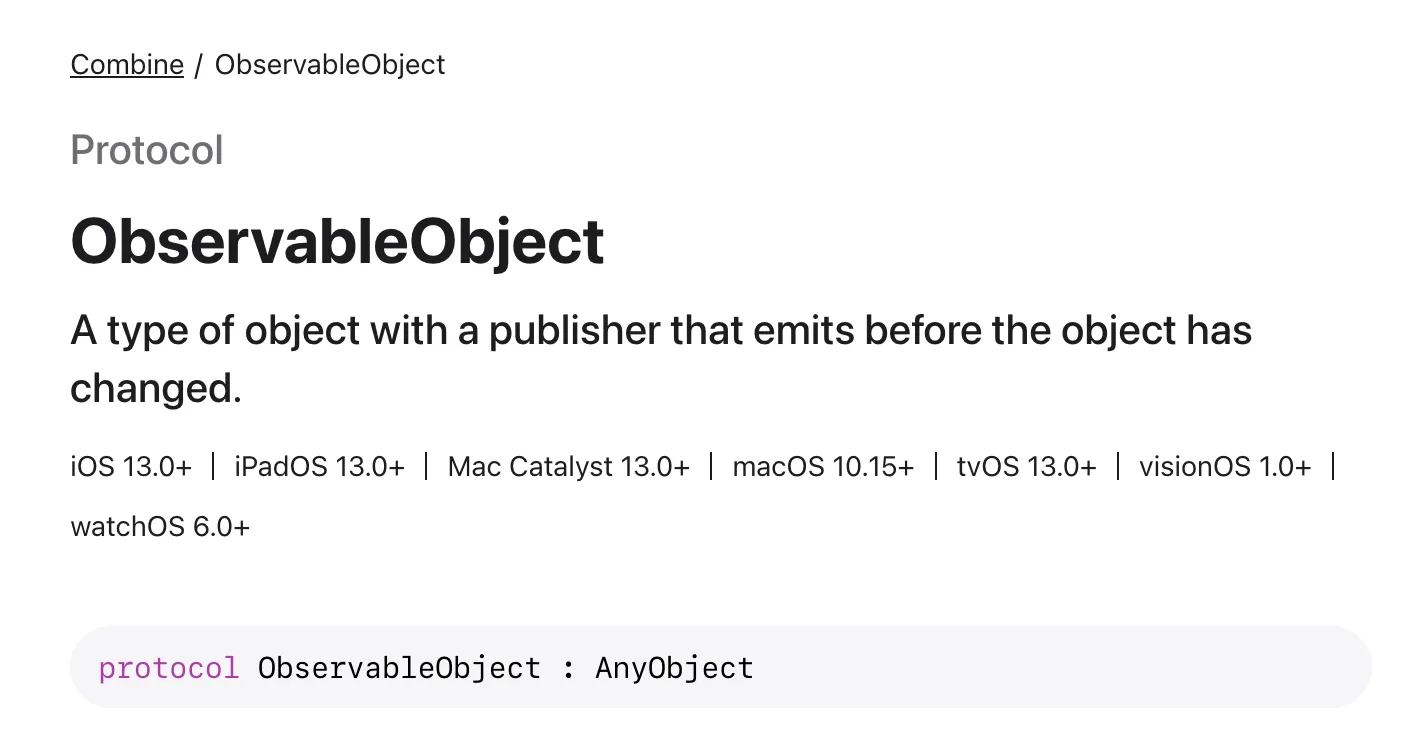 Combine / ObservableObject
Protocol
ObservableObject
A type of object with a publisher that emits before the object has
changed.
iOS 13.0+ | iPadOS 13.0+ | Mac Catalyst 13.0+ | macOS 10.15+ | tvOS 13.0+ | visionOS 1.0+ |
watchOS 6.0+
protocol ObservableObject : AnyObject